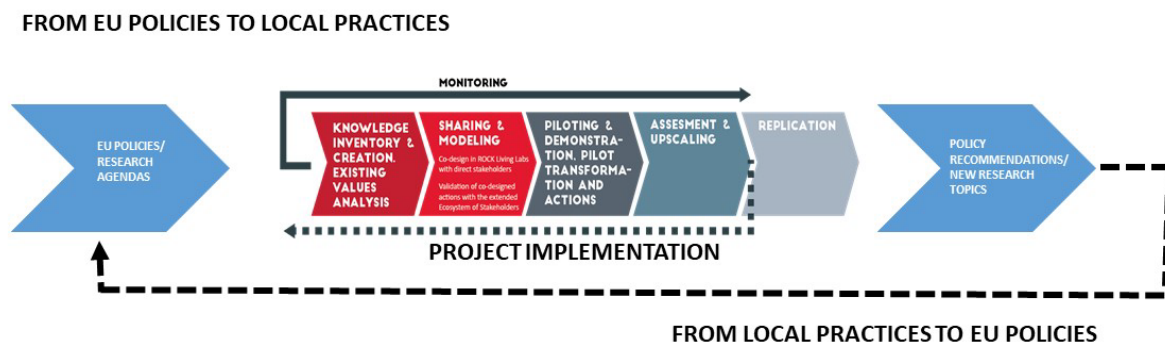 FROM EU POLICIES TO LOCAL PRACTICES
MONITORING
EU POLICIES/
RESEARCH
AGENDAS
KNOWLEDGE
INVENTORY &
CREATION.
EXISTING
VALUES
ANALYSIS
SHARING &
MODELING
Co-design in ROCK Living Labs
with direct stakeholders
Validation of co-designed
actions with the extended
Ecosystem of Stakeholders
PILOTING &
DEMONSTRA-
TION. PILOT
TRANSFORMA-
TION AND
ACTIONS
ASSESMENT &
UPSCALING
REPLICATION
POLICY
RECOMMENDATIONS/
NEW RESEARCH
TOPICS
PROJECT IMPLEMENTATION
FROM LOCAL PRACTICES TO EU POLICIES